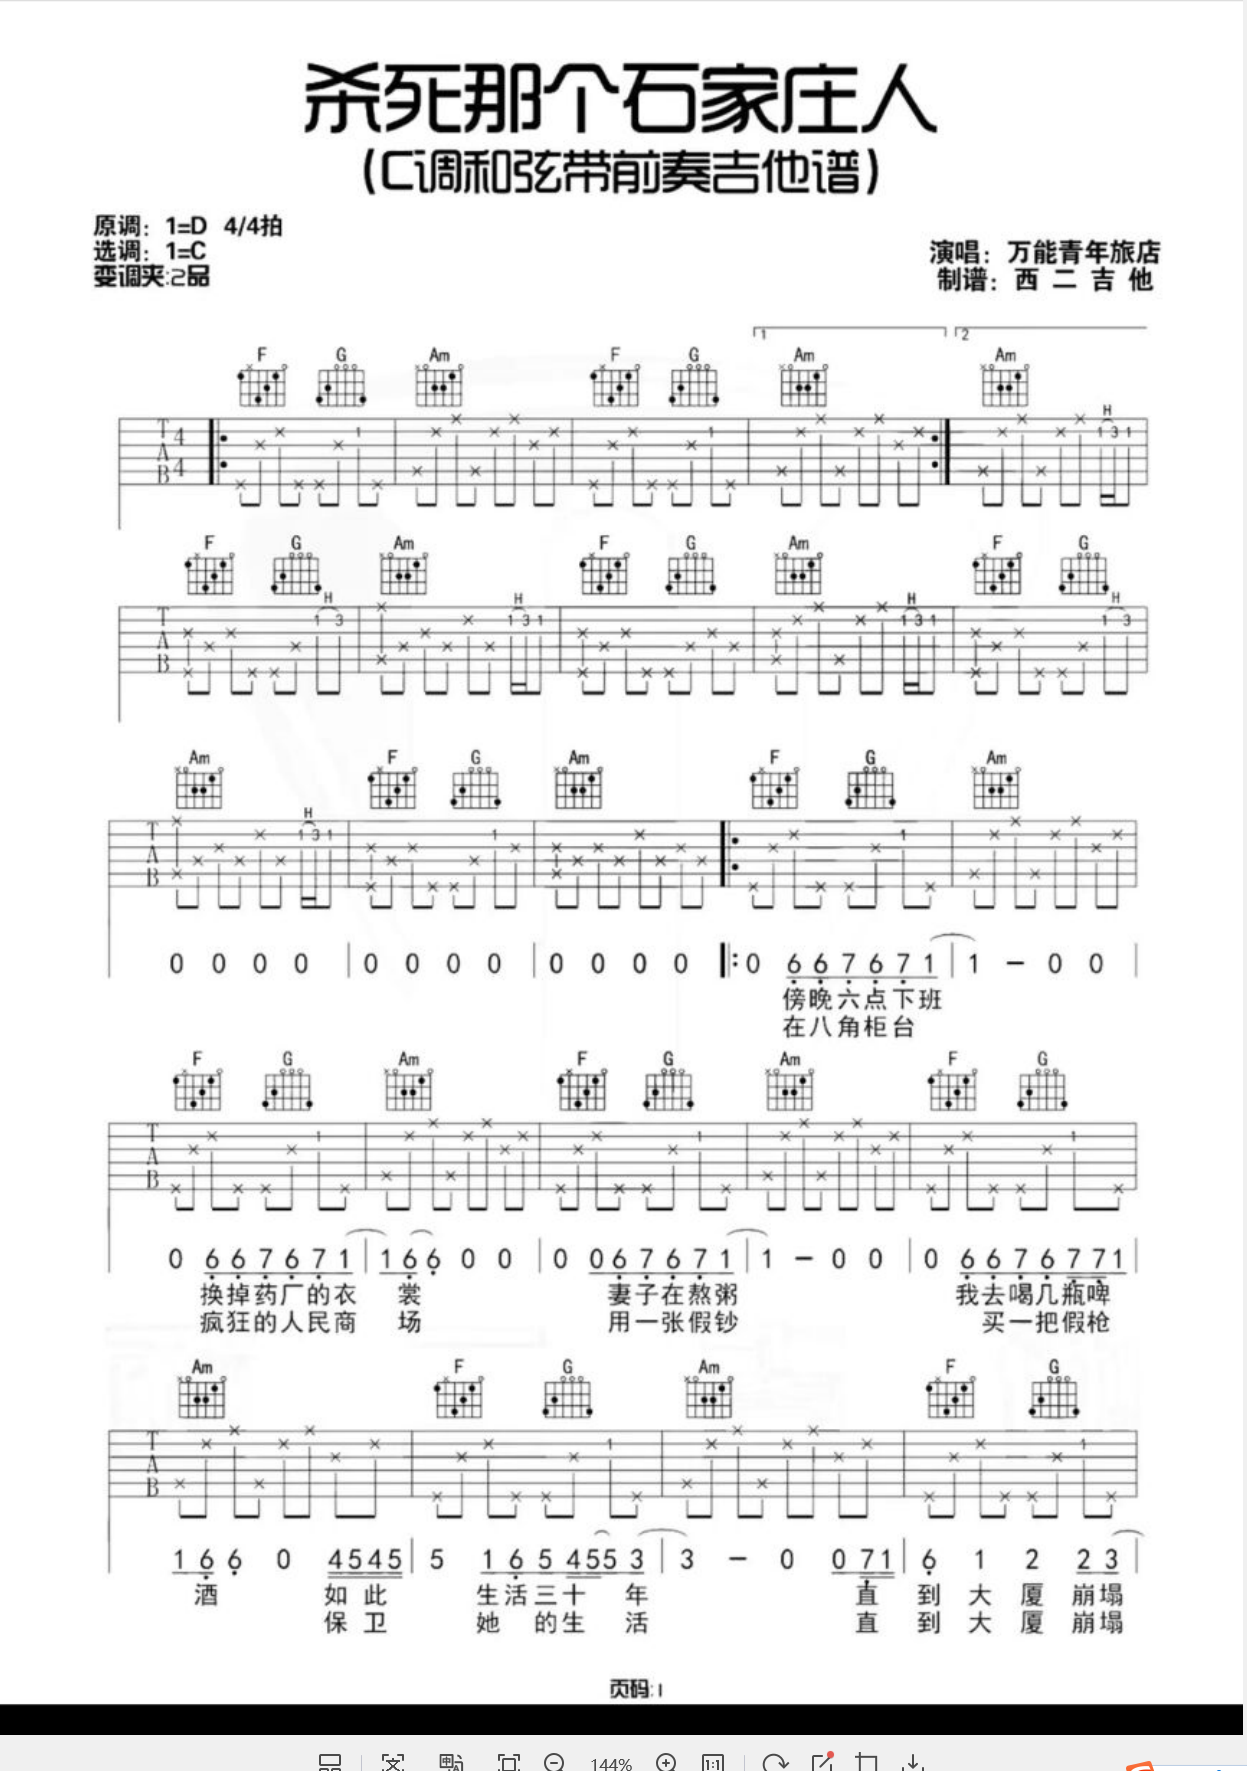 杀死那个石家庄人
(C调和弦带前奏吉他谱)
原调：1=D 4/4拍
选调：1=C
变调夹:2品
演唱：万能青年旅店
制谱：西 二 吉 他
1 2
F G Am F G Am Am
T A B 4 4 1 1 H 1 3 1
F G Am F G Am F G
T A B H 1 3 H 1 3 1 H 1 3 1 H 1 3
Am F G Am F G Am
T A B H 1 3 1 1 1
0 0 0 0 | 0 0 0 0 | 0 0 0 0 |: 0 6 6 7 6 7 1 | 1 – 0 0 |
傍晚六点下班
在八角柜台
F G Am F G Am F G
T A B 1 1 1
0 6 6 7 6 7 1 | 1 6 6 0 0 | 0 0 6 7 6 7 1 | 1 – 0 0 | 0 6 6 7 6 7 7 1 |
换掉药厂的衣 裳 妻子在熬粥 我去喝几瓶啤
疯狂的人民商 场 用一张假钞 买一把假枪
Am F G Am F G
T A B 1 1
1 6 6 0 4 5 4 5 | 5 1 6 5 4 5 5 3 | 3 – 0 0 7 1 | 6 1 2 2 3 |
酒 如 此 生活三十 年 直 到 大 厦 崩塌
保 卫 她 的生 活 直 到 大 厦 崩塌
页码:1
144%
1:1